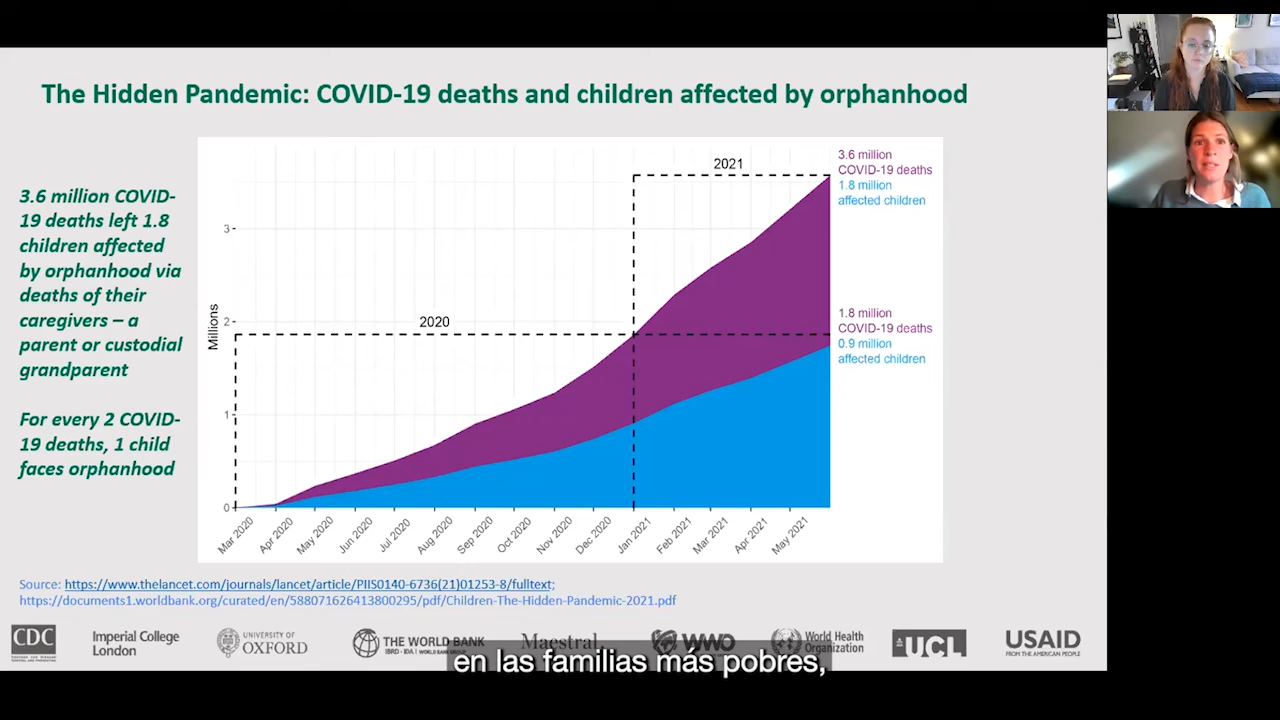 The Hidden Pandemic: COVID-19 deaths and children affected by orphanhood
3.6 million COVID-
19 deaths left 1.8
children affected
by orphanhood via
deaths of their
caregivers – a
parent or custodial
grandparent
For every 2 COVID-
19 deaths, 1 child
faces orphanhood
Millions
3
2
1
0
2020
2021
3.6 million
COVID-19 deaths
1.8 million
affected children
1.8 million
COVID-19 deaths
0.9 million
affected children
Mar 2020
Apr 2020
May 2020
Jun 2020
Jul 2020
Aug 2020
Sep 2020
Oct 2020
Nov 2020
Dec 2020
Jan 2021
Feb 2021
Mar 2021
Apr 2021
May 2021
Source: https://www.thelancet.com/journals/lancet/article/PIIS0140-6736(21)01253-8/fulltext;
https://documents1.worldbank.org/curated/en/588071626413800295/pdf/Children-The-Hidden-Pandemic-2021.pdf
CDC
Imperial College
London
UNIVERSITY OF
OXFORD
THE WORLD BANK
IBRD • IDA | WORLD BANK GROUP
Maestral
WWO
World Health
Organization
UCL
USAID
FROM THE AMERICAN PEOPLE
en las familias más pobres,